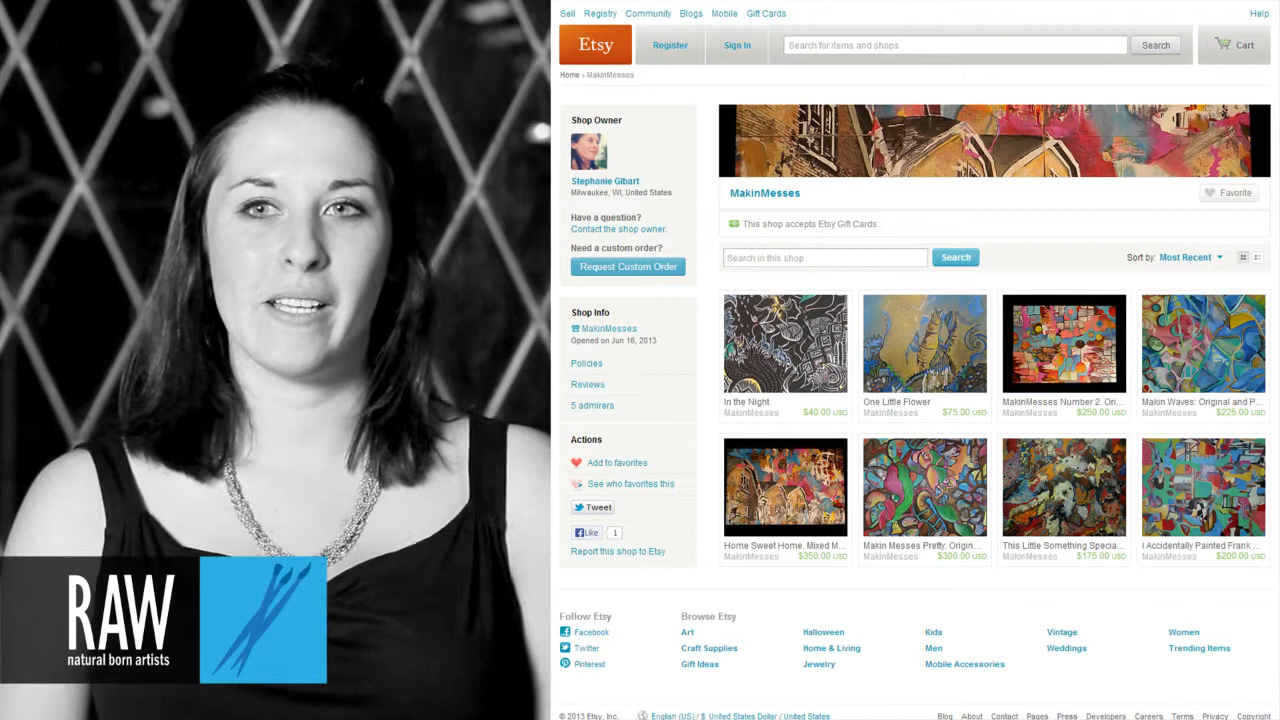 Sell Registry Community Blogs Mobile Gift Cards Help
Etsy Register Sign In Search for items and shops Search Cart
Home › MakinMesses
Shop Owner
Stephanie Gibart
Milwaukee, WI, United States
Have a question?
Contact the shop owner.
Need a custom order?
Request Custom Order
Shop Info
MakinMesses
Opened on Jun 16, 2013
Policies
Reviews
5 admirers
Actions
Add to favorites
See who favorites this
Tweet
Like 1
Report this shop to Etsy
MakinMesses Favorite
This shop accepts Etsy Gift Cards.
Search in this shop Search Sort by: Most Recent
In the Night
MakinMesses $40.00 USD
One Little Flower
MakinMesses $75.00 USD
MakinMesses Number 2. Ori...
MakinMesses $250.00 USD
Makin Waves: Original and P...
MakinMesses $225.00 USD
Home Sweet Home. Mixed M...
MakinMesses $350.00 USD
Makin Messes Pretty: Origin...
MakinMesses $300.00 USD
This Little Something Specia...
MakinMesses $175.00 USD
I Accidentally Painted Frank ...
MakinMesses $200.00 USD
RAW
natural born artists
Follow Etsy
Facebook
Twitter
Pinterest
Browse Etsy
Art Halloween Kids Vintage Women
Craft Supplies Home & Living Men Weddings Trending Items
Gift Ideas Jewelry Mobile Accessories
© 2013 Etsy, Inc. English (US) / $ United States Dollar / United States Blog About Contact Pages Press Developers Careers Terms Privacy Copyright